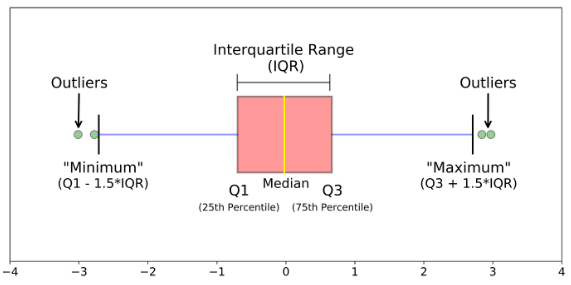 Interquartile Range
(IQR)
Outliers
Outliers
"Minimum"
(Q1 - 1.5*IQR)
"Maximum"
(Q3 + 1.5*IQR)
Median
Q1
Q3
(25th Percentile)
(75th Percentile)
−4
−3
−2
−1
0
1
2
3
4